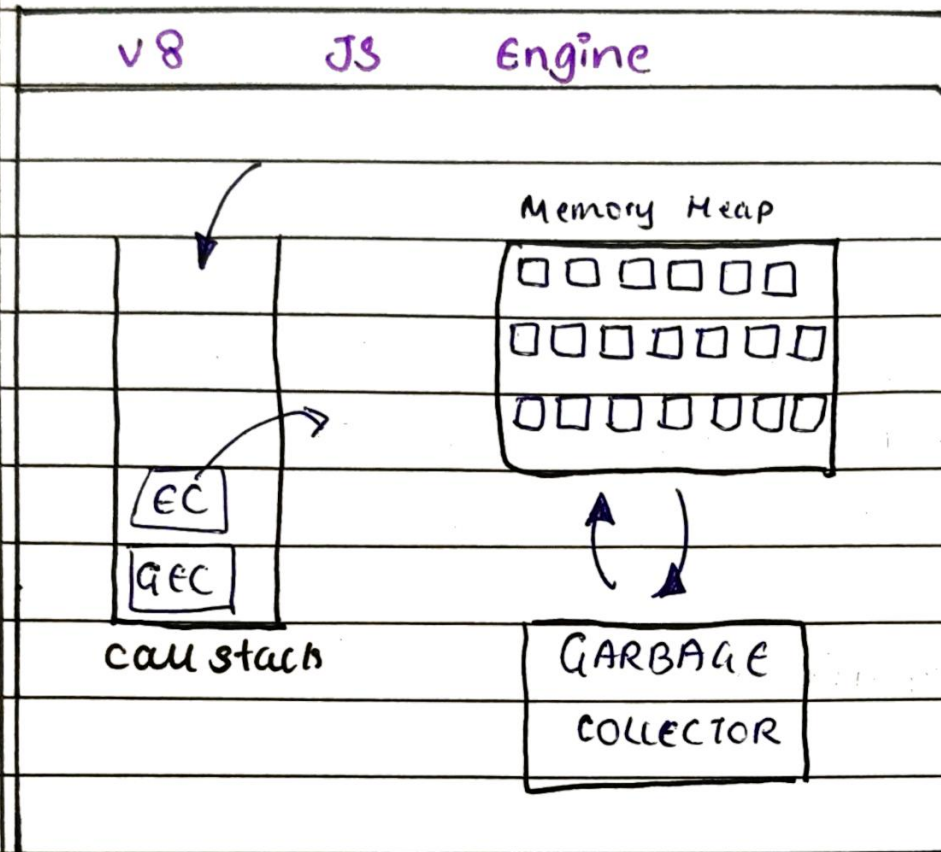 V8 JS Engine
Memory Heap
EC
GEC
call stack
GARBAGE
COLLECTOR